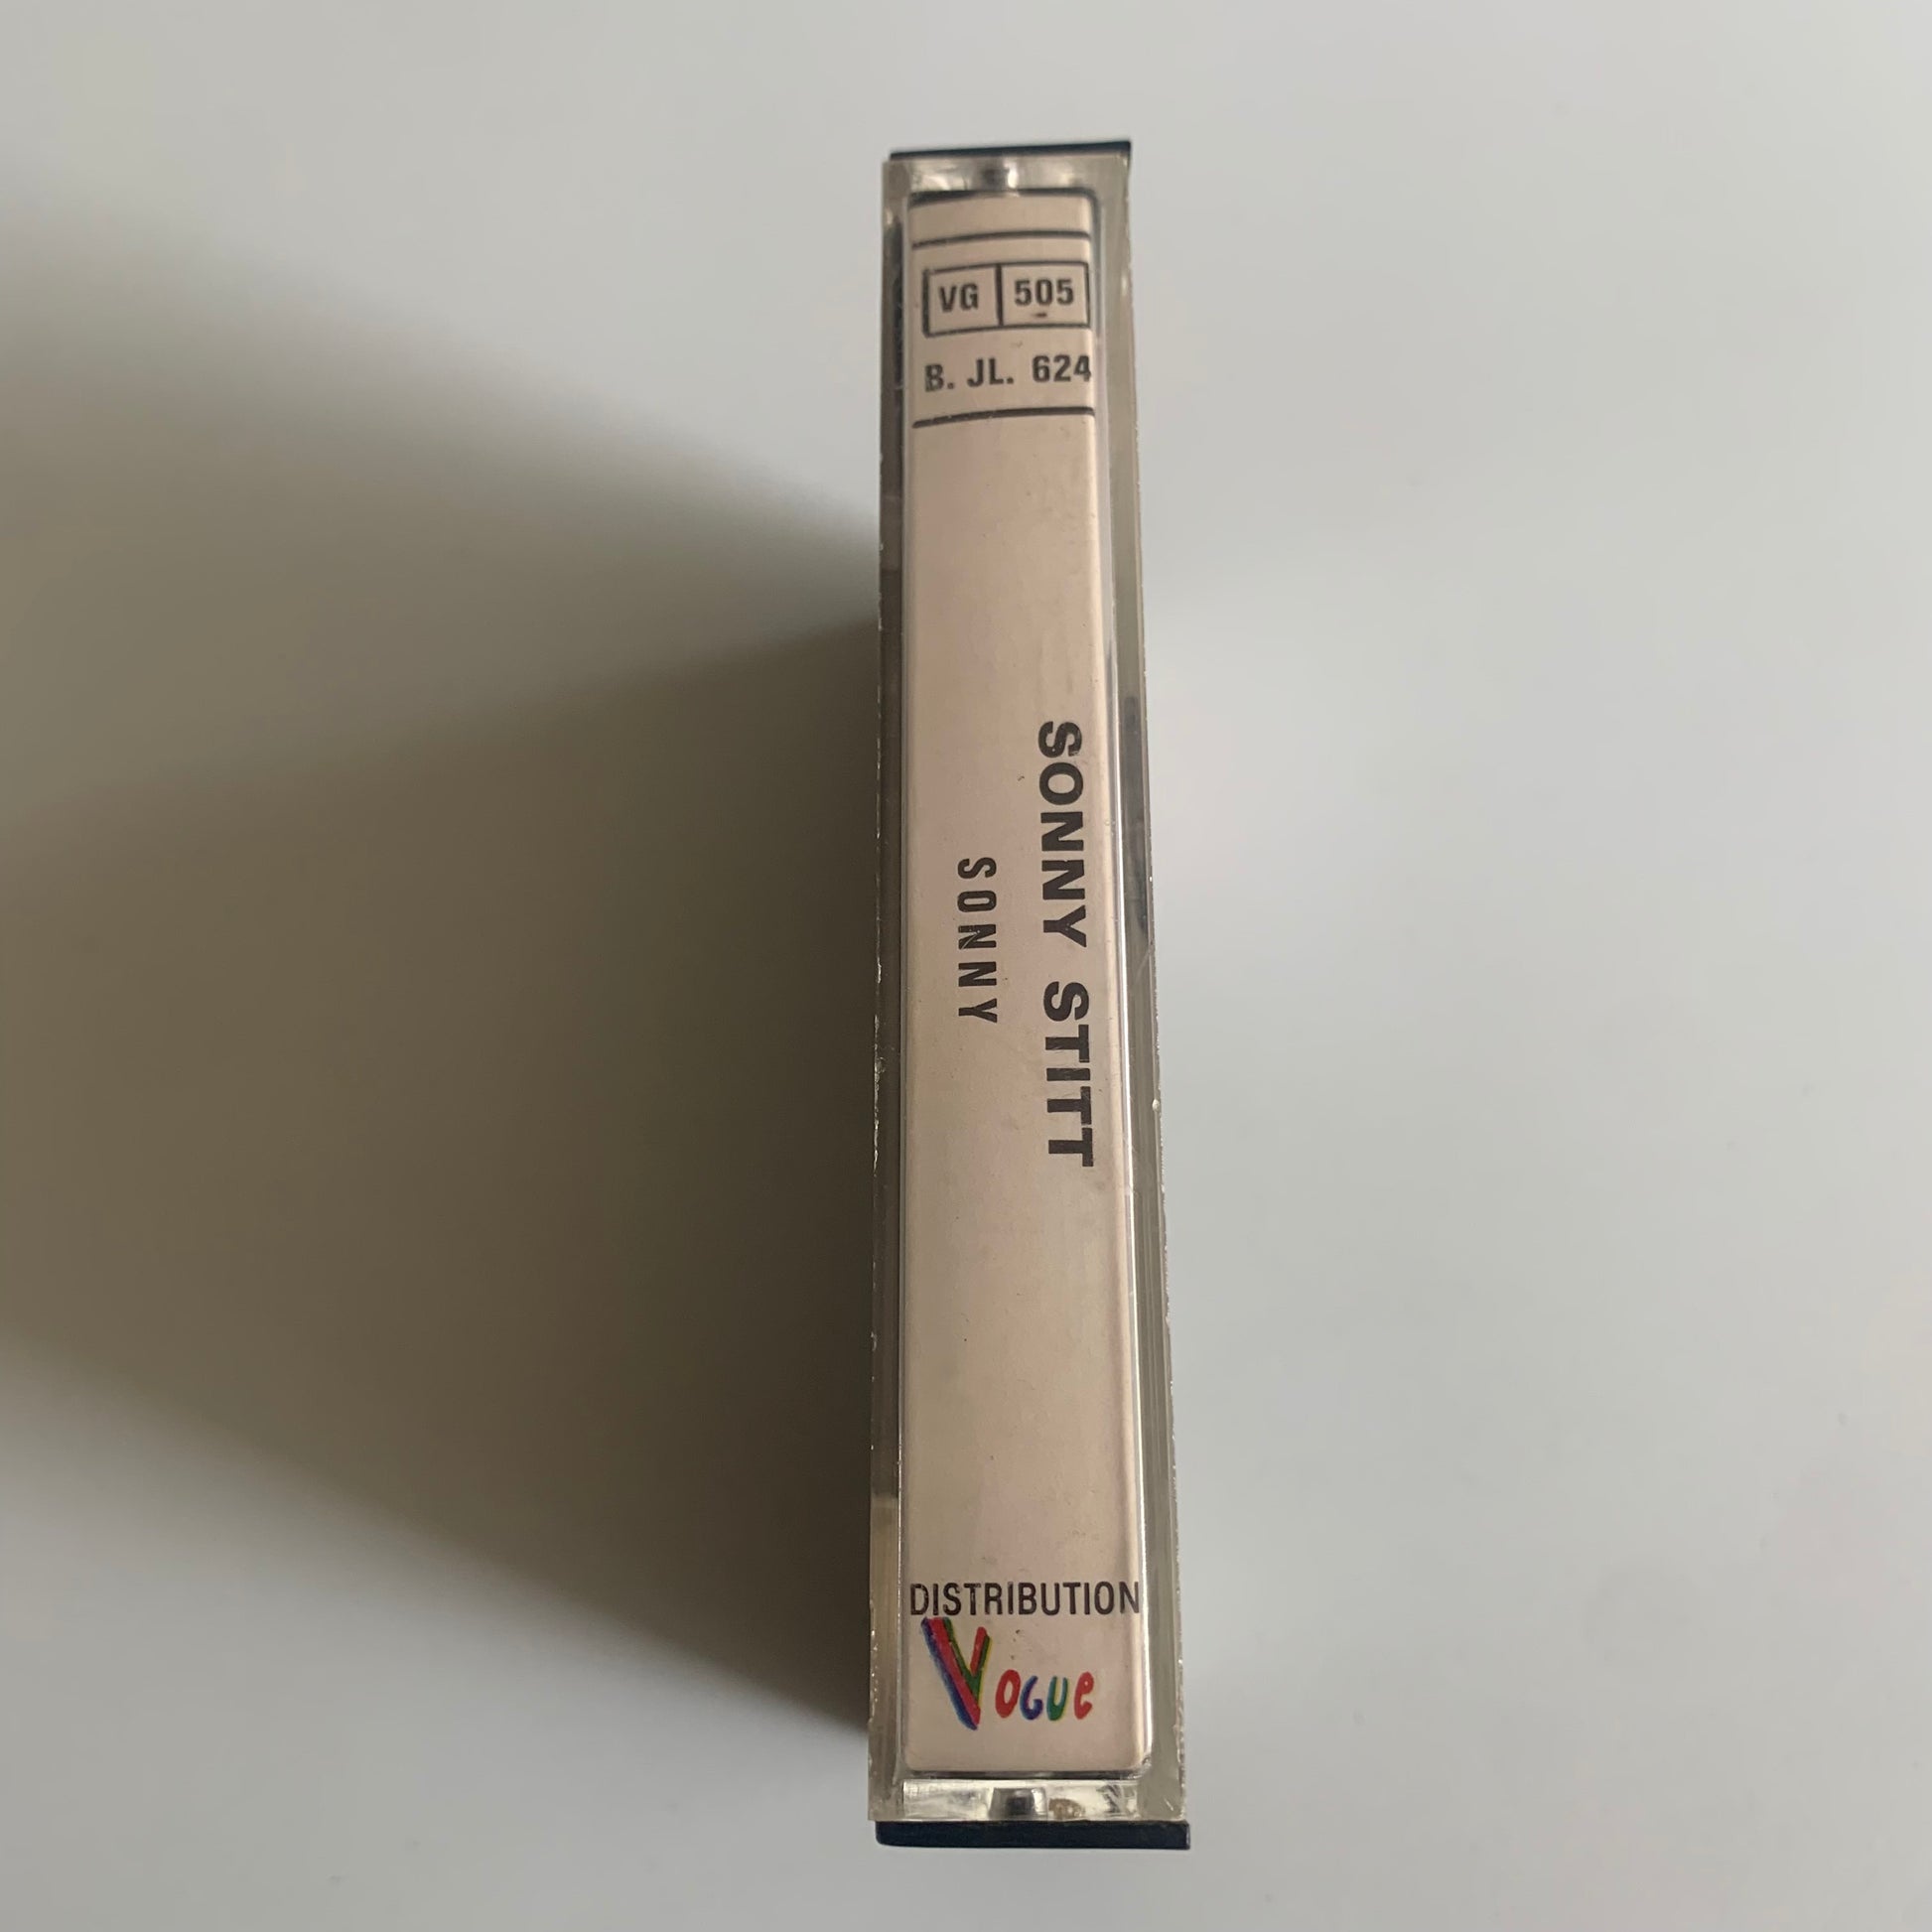 VG 505
B. JL. 624
SONNY STITT
SONNY
DISTRIBUTION
VOGUe